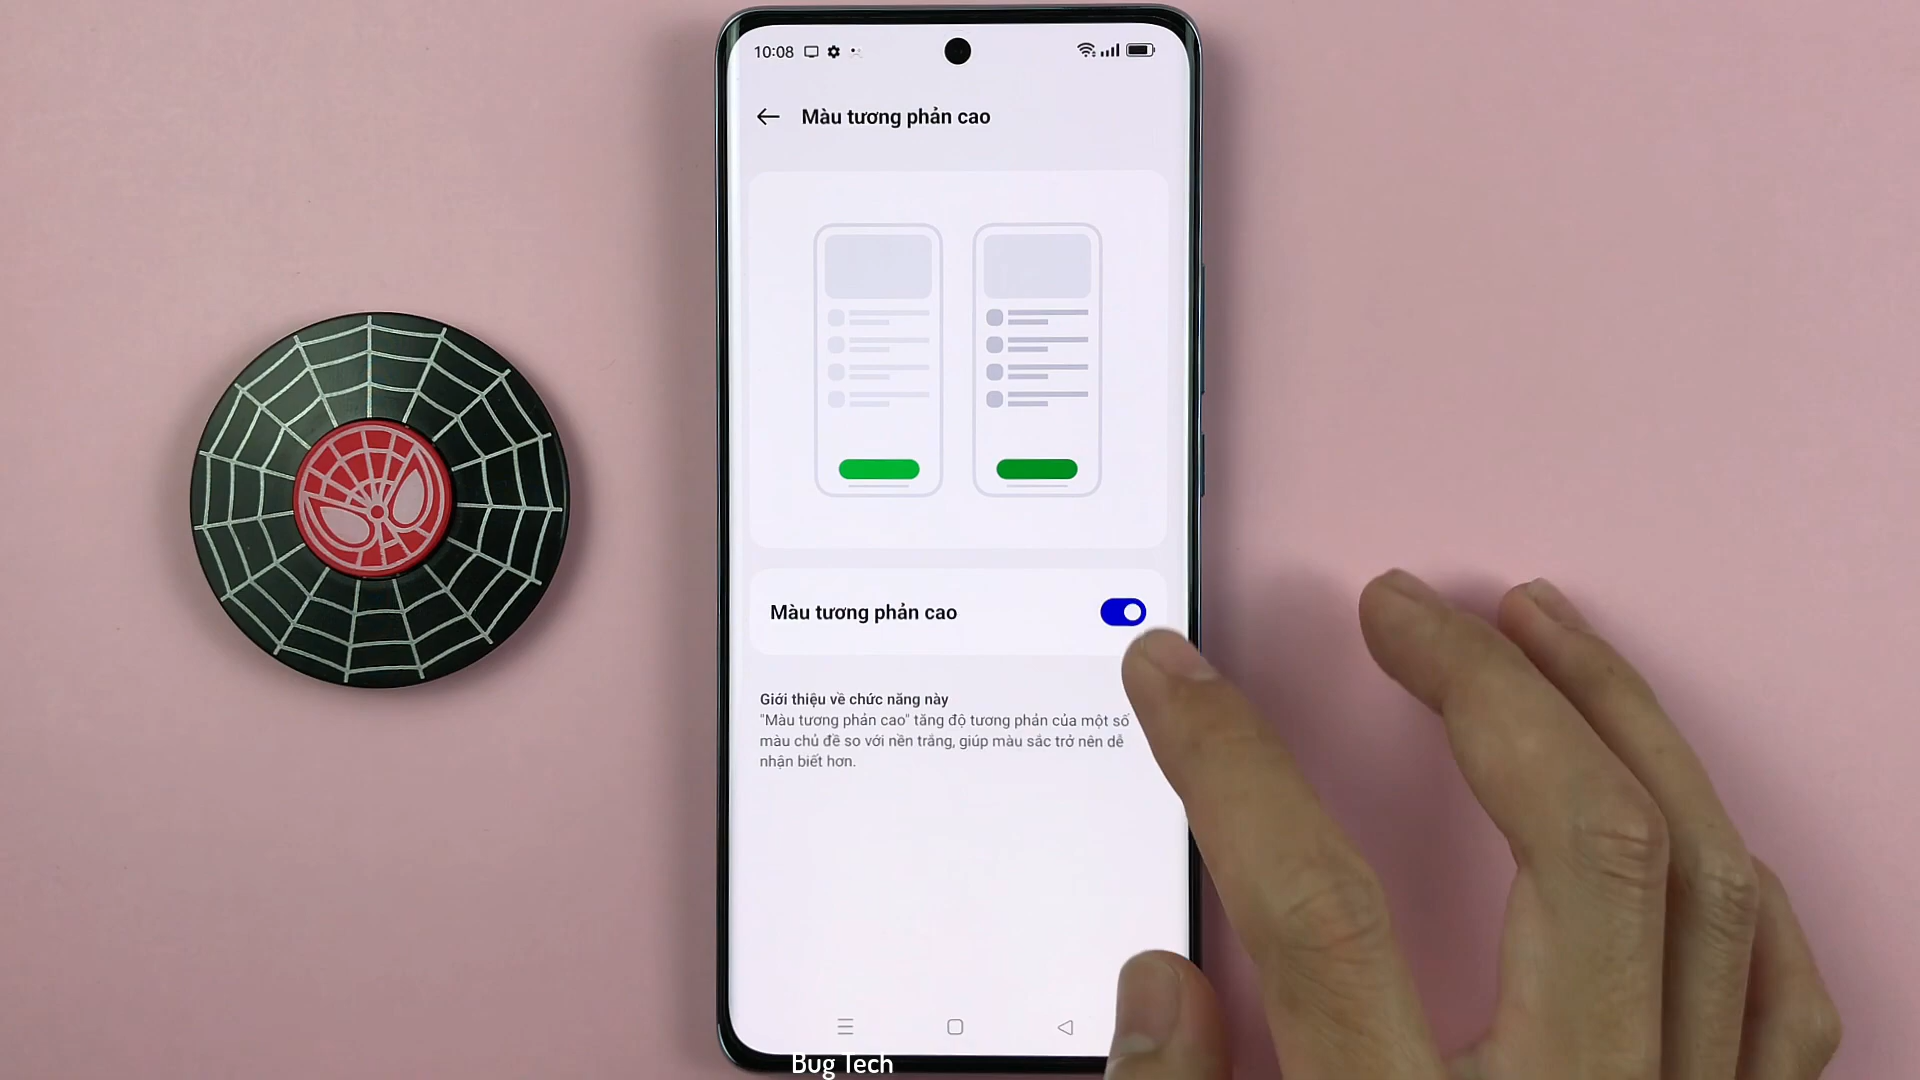 10:08
Màu tương phản cao
Màu tương phản cao
Giới thiệu về chức năng này
"Màu tương phản cao" tăng độ tương phản của một số
màu chủ đề so với nền trắng, giúp màu sắc trở nên dễ
nhận biết hơn.
Bug Tech